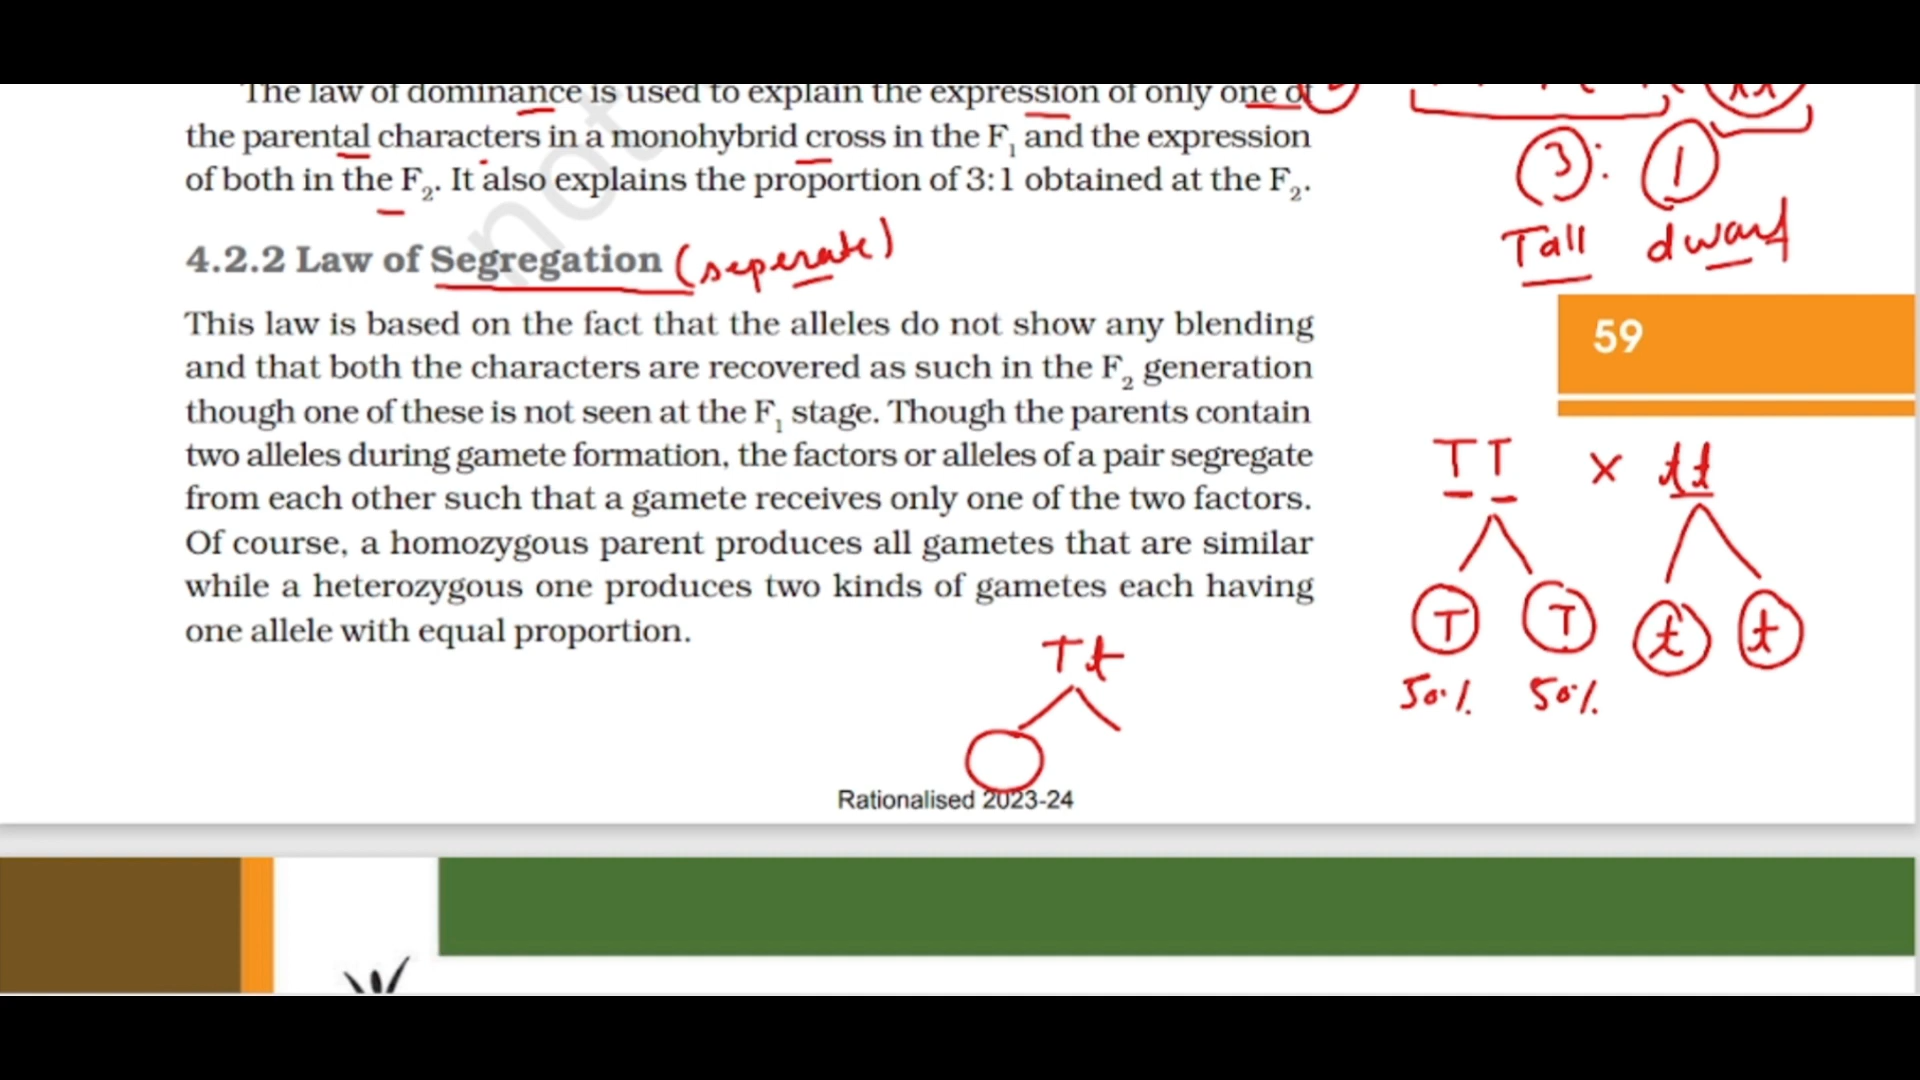 The law of dominance is used to explain the expression of only one of
the parental characters in a monohybrid cross in the F₁ and the expression
of both in the F₂. It also explains the proportion of 3:1 obtained at the F₂.
3 : 1
Tall dwarf
not
4.2.2 Law of Segregation (seperate)
59
This law is based on the fact that the alleles do not show any blending
and that both the characters are recovered as such in the F₂ generation
though one of these is not seen at the F₁ stage. Though the parents contain
two alleles during gamete formation, the factors or alleles of a pair segregate
from each other such that a gamete receives only one of the two factors.
Of course, a homozygous parent produces all gametes that are similar
while a heterozygous one produces two kinds of gametes each having
one allele with equal proportion.
TT x tt
T T t t
50% 50%
Tt
Rationalised 2023-24